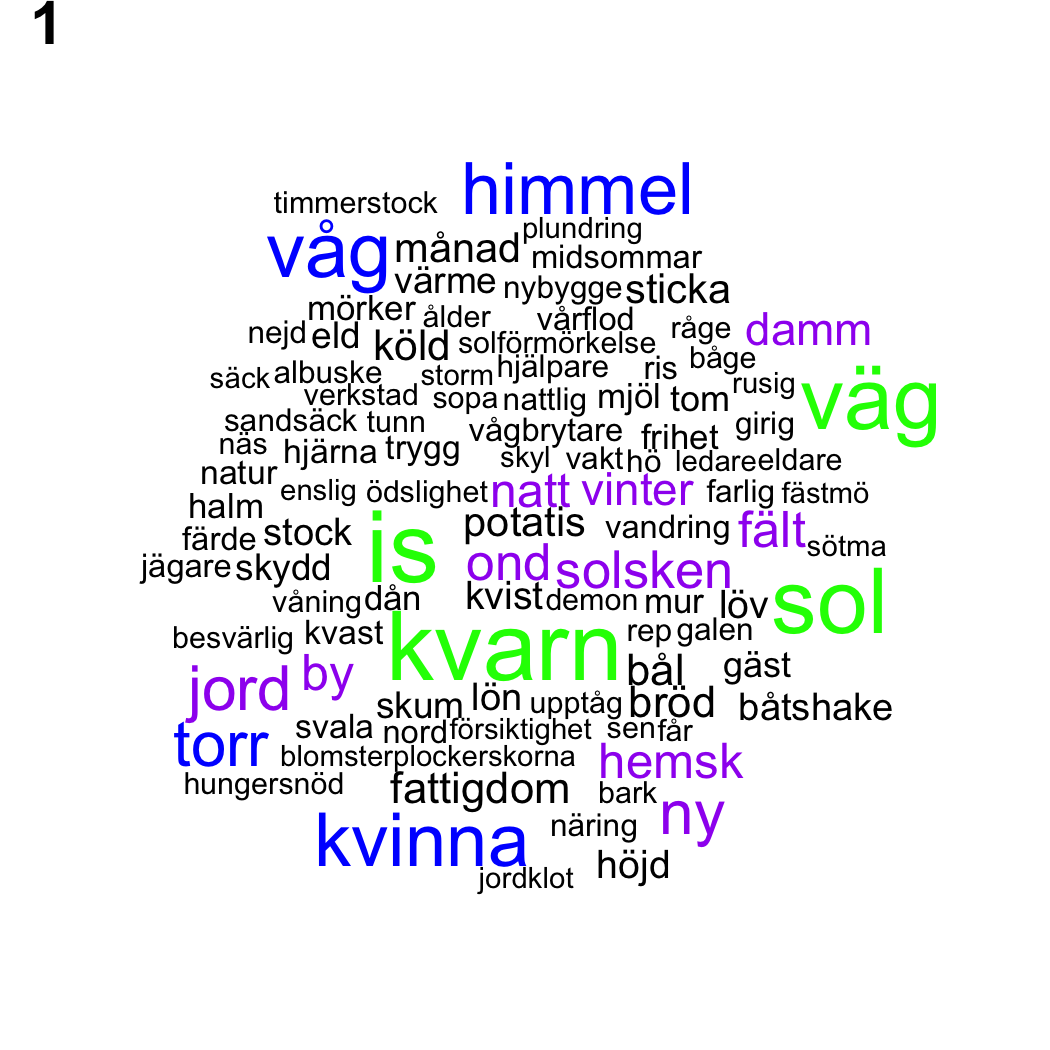 1
timmerstock himmel
plundring
våg månad midsommar
värme nybygge sticka
mörker ålder vårflod råge damm
nejd eld köld solförmörkelse båge
säck albuske storm hjälpare ris rusig väg
verkstad sopa nattlig mjöl tom
sandsäck tunn vågbrytare frihet girig
näs hjärna trygg skyl vakt hö ledare eldare
natur enslig ödslighet natt vinter farlig fästmö
halm potatis vandring fält
färde stock is sötma
jägare skydd ond solsken sol
våning dån kvist demon mur löv
besvärlig kvast kvarn rep galen
jord by bål gäst
skum lön upptåg bröd båtshake
torr svala nord försiktighet sen får
blomsterplockerskorna hemsk
hungersnöd fattigdom bark ny
kvinna näring
jordklot höjd